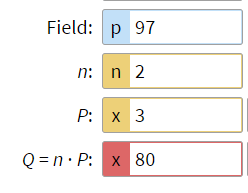 Field: p 97
n: n 2
P: x 3
Q = n · P: x 80